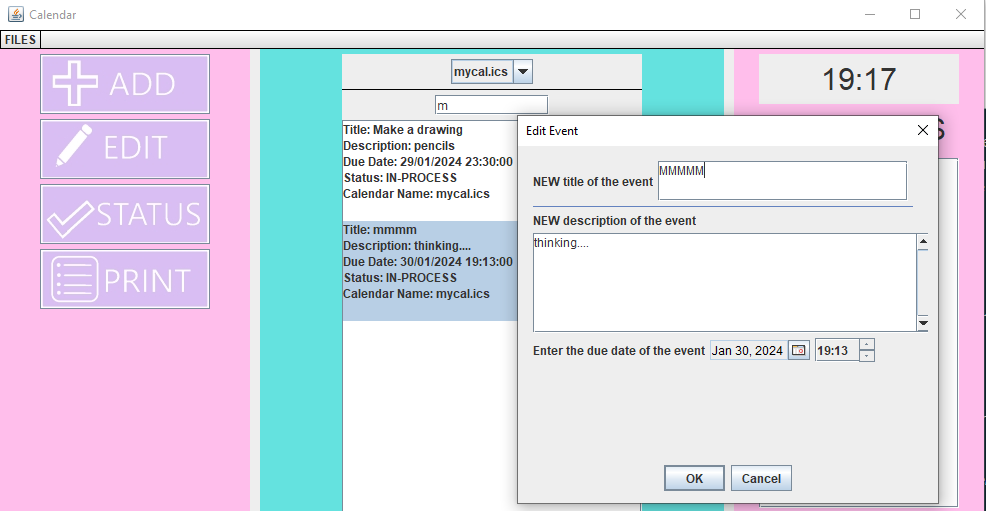 Calendar
FILES
ADD
EDIT
STATUS
PRINT
mycal.ics
m
Title: Make a drawing
Description: pencils
Due Date: 29/01/2024 23:30:00
Status: IN-PROCESS
Calendar Name: mycal.ics
Title: mmmm
Description: thinking....
Due Date: 30/01/2024 19:13:00
Status: IN-PROCESS
Calendar Name: mycal.ics
19:17
Edit Event
NEW title of the event
MMMMM
NEW description of the event
thinking....
Enter the due date of the event Jan 30, 2024 19:13
OK Cancel